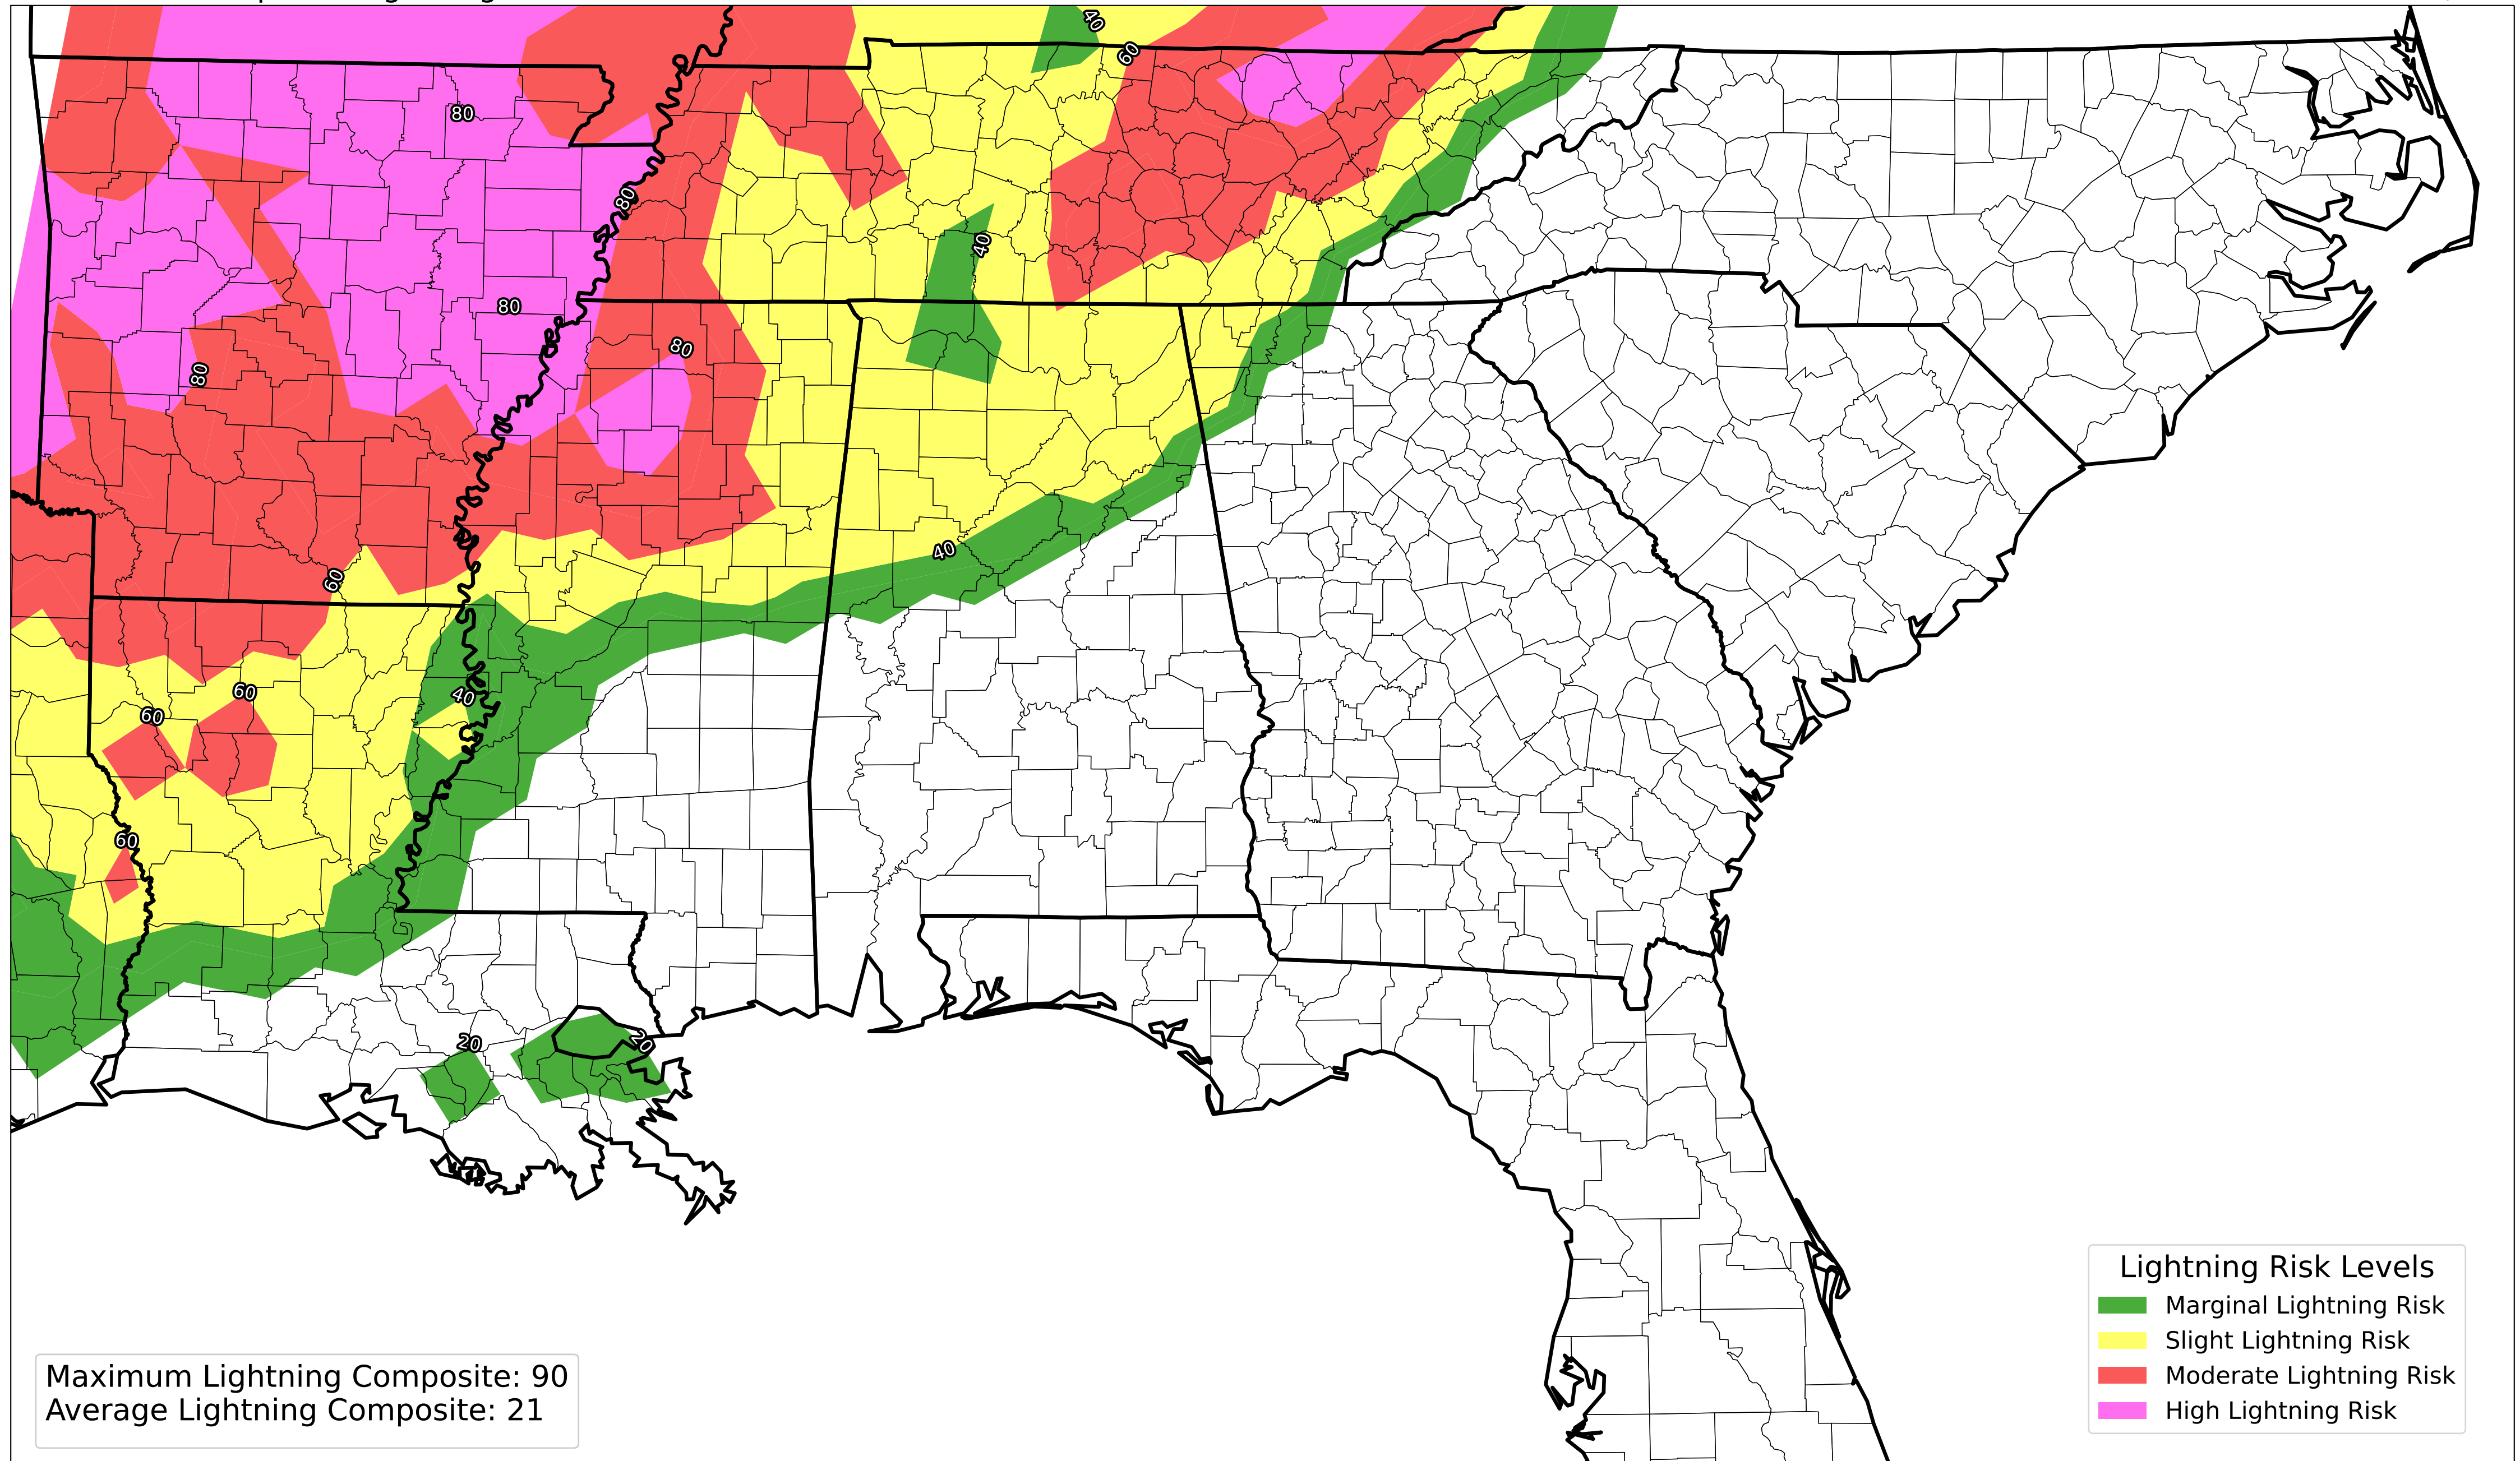 40
60
80
80
40
80
80
80
40
60
60
40
60
60
20
20
Lightning Risk Levels
Marginal Lightning Risk
Slight Lightning Risk
Moderate Lightning Risk
High Lightning Risk
Maximum Lightning Composite: 90
Average Lightning Composite: 21